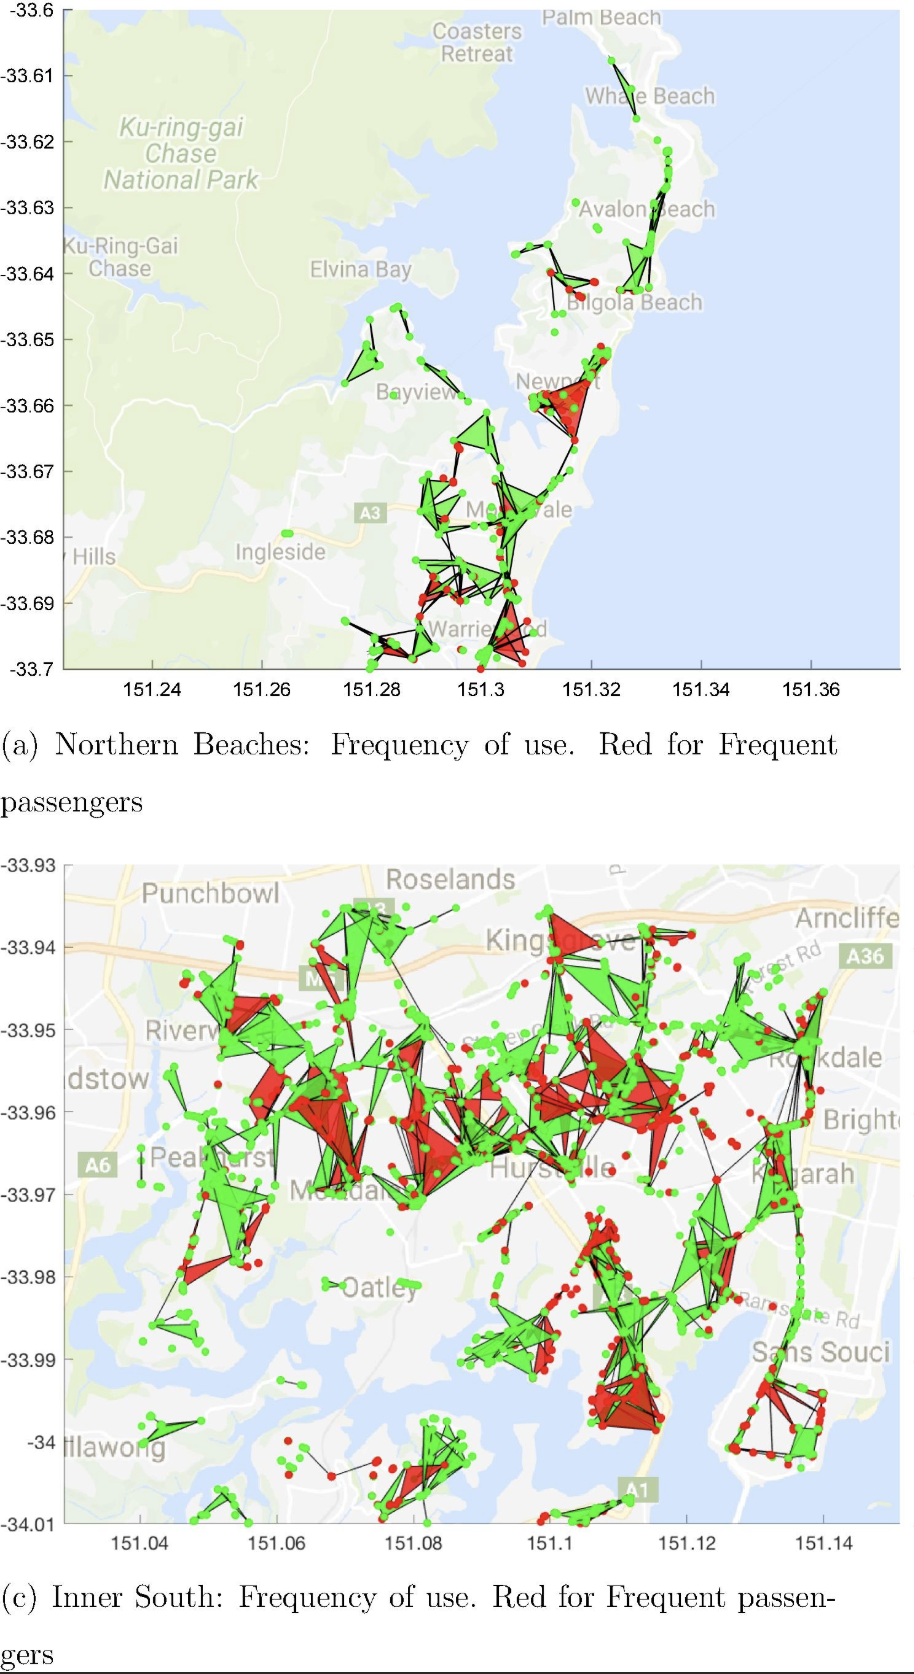 -33.6
Palm Beach
Coasters
Retreat
-33.61
Whale Beach
Ku-ring-gai
Chase
National Park
-33.62
-33.63
Avalon Beach
Ku-Ring-Gai
Chase
Elvina Bay
-33.64
Bilgola Beach
-33.65
Bayview
Newport
-33.66
-33.67
A3
-33.68
Hills
Ingleside
-33.69
-33.7
151.24 151.26 151.28 151.3 151.32 151.34 151.36
(a) Northern Beaches: Frequency of use. Red for Frequent
passengers
-33.93
Punchbowl
Roselands
Arncliffe
-33.94
Kingsgrove
A36
-33.95
Riverw
Rockdale
dstow
-33.96
Brighto
A6
Peakhurst
Hurstville
Kogarah
-33.97
Mortdale
-33.98
Oatley
Ramsgate Rd
-33.99
Sans Souci
-34
Illawong
A1
-34.01
151.04 151.06 151.08 151.1 151.12 151.14
(c) Inner South: Frequency of use. Red for Frequent passen-
gers